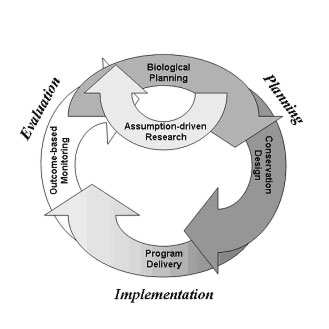 Biological
Planning
Evaluation
Planning
Assumption-driven
Research
Outcome-based
Monitoring
Conservation
Design
Program
Delivery
Implementation